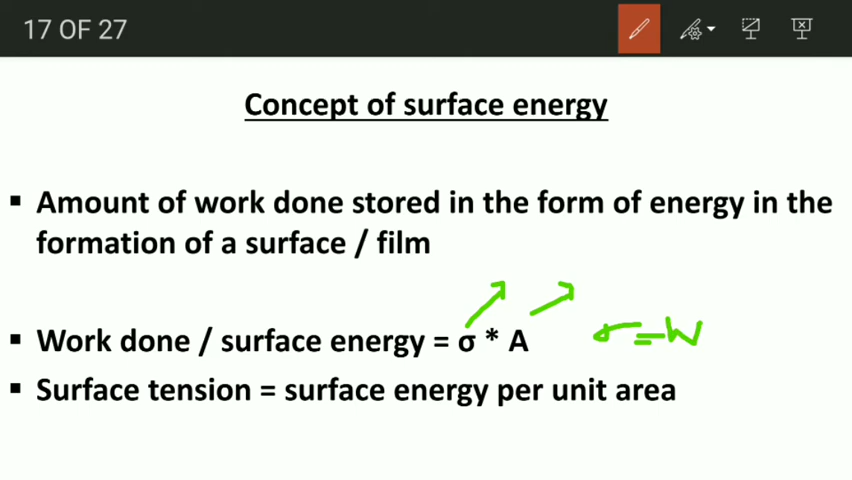 17 OF 27
Concept of surface energy
▪ Amount of work done stored in the form of energy in the
formation of a surface / film
▪ Work done / surface energy = σ * A
σ = W
▪ Surface tension = surface energy per unit area